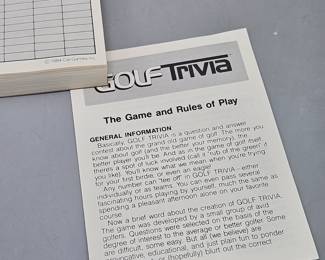 © 1984 Cal Games Inc.
GOLF TRIVIA
The Game and Rules of Play
GENERAL INFORMATION
Basically, GOLF TRIVIA is a question and answer
contest about the grand old game of golf. The more you
know about golf (and the better your memory), the
better player you'll be. And as in the game of golf itself
there's a spot of luck involved (call it "rub of the green" if
you like). You'll know what we mean when you're trying
for your first birdie, or even an eagle!
Any number can "tee off" in GOLF TRIVIA - either
individually or as teams. You can even pass several
fascinating hours playing by yourself, much the same as
spending a pleasant afternoon alone on your favorite
course.
Now a brief word about the creation of GOLF TRIVIA.
The game was developed by a small group of avid
golfers. Questions were selected on the basis of the
degree of interest to the average or better golfer. Some
are difficult, some easy. But all (we believe) are
provocative, educational, and just plain fun to ponder
(or hopefully) blurt out the correct